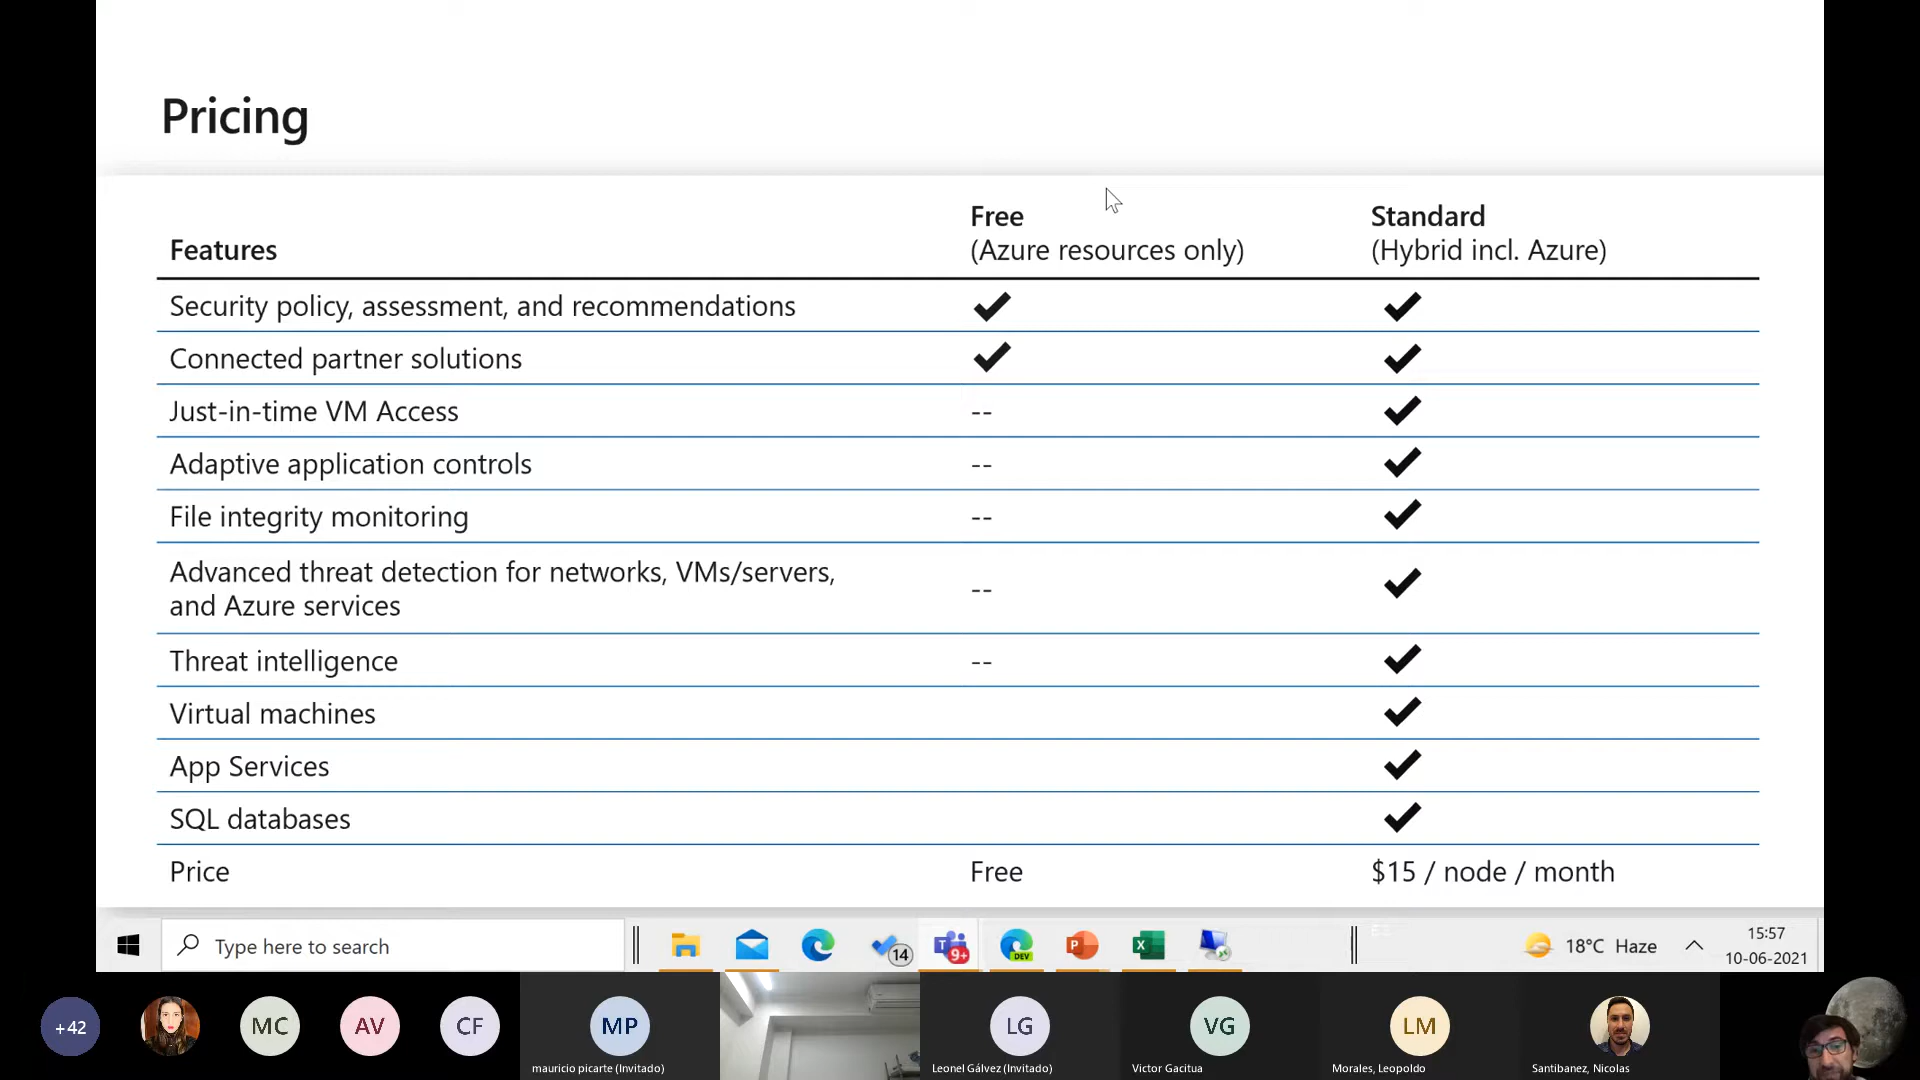 Pricing
Features
Free
(Azure resources only)
Standard
(Hybrid incl. Azure)
Security policy, assessment, and recommendations
Connected partner solutions
Just-in-time VM Access
--
Adaptive application controls
--
File integrity monitoring
--
Advanced threat detection for networks, VMs/servers,
and Azure services
--
Threat intelligence
--
Virtual machines
App Services
SQL databases
Price
Free
$15 / node / month
Type here to search
14
T
9+
DEV
P
X
18°C Haze
15:57
10-06-2021
+42
MC
AV
CF
MP
mauricio picarte (Invitado)
LG
Leonel Gálvez (Invitado)
VG
Victor Gacitua
LM
Morales, Leopoldo
Santibanez, Nicolas